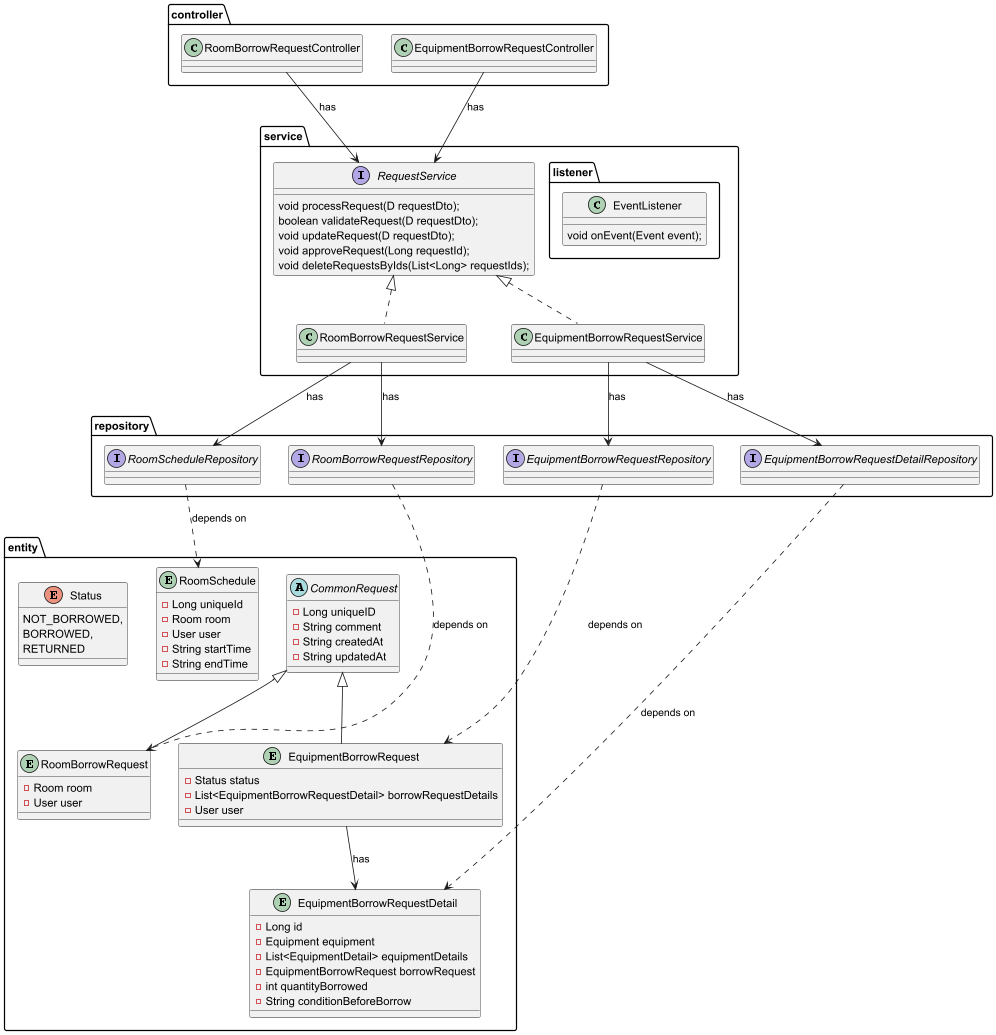 controller
C RoomBorrowRequestController
C EquipmentBorrowRequestController
has
has
service
I RequestService
void processRequest(D requestDto);
boolean validateRequest(D requestDto);
void updateRequest(D requestDto);
void approveRequest(Long requestId);
void deleteRequestsByIds(List<Long> requestIds);
listener
C EventListener
void onEvent(Event event);
C RoomBorrowRequestService
C EquipmentBorrowRequestService
has
has
has
has
repository
I RoomScheduleRepository
I RoomBorrowRequestRepository
I EquipmentBorrowRequestRepository
I EquipmentBorrowRequestDetailRepository
depends on
entity
E Status
NOT_BORROWED,
BORROWED,
RETURNED
E RoomSchedule
Long uniqueId
Room room
User user
String startTime
String endTime
A CommonRequest
Long uniqueID
String comment
String createdAt
String updatedAt
depends on
depends on
depends on
E RoomBorrowRequest
Room room
User user
E EquipmentBorrowRequest
Status status
List<EquipmentBorrowRequestDetail> borrowRequestDetails
User user
has
E EquipmentBorrowRequestDetail
Long id
Equipment equipment
List<EquipmentDetail> equipmentDetails
EquipmentBorrowRequest borrowRequest
int quantityBorrowed
String conditionBeforeBorrow